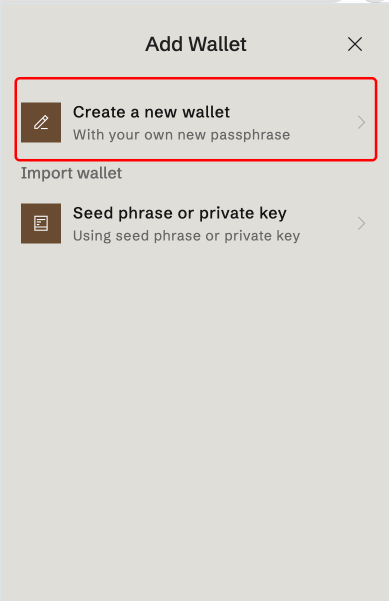 Add Wallet
Create a new wallet
With your own new passphrase
Import wallet
Seed phrase or private key
Using seed phrase or private key